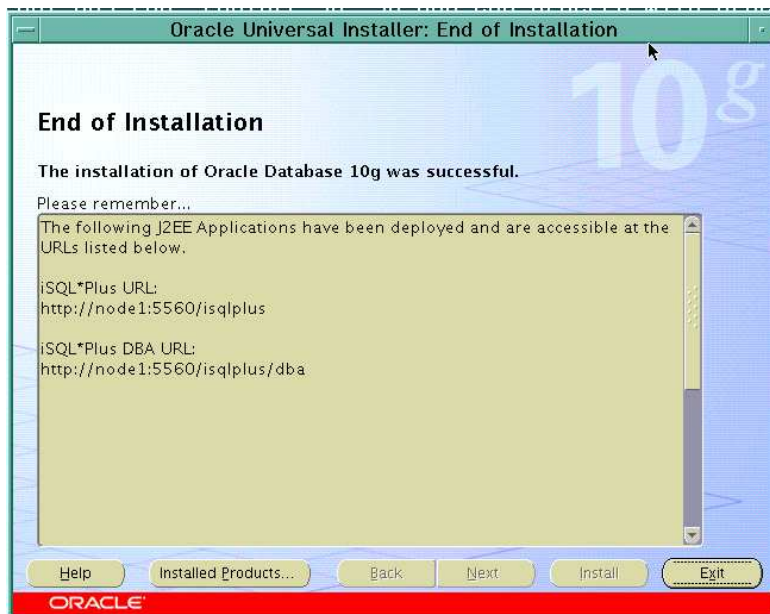 Oracle Universal Installer: End of Installation
10g
End of Installation
The installation of Oracle Database 10g was successful.
Please remember...
The following J2EE Applications have been deployed and are accessible at the
URLs listed below.
iSQL*Plus URL:
http://node1:5560/isqlplus
iSQL*Plus DBA URL:
http://node1:5560/isqlplus/dba
Help
Installed Products...
Back
Next
Install
Exit
ORACLE